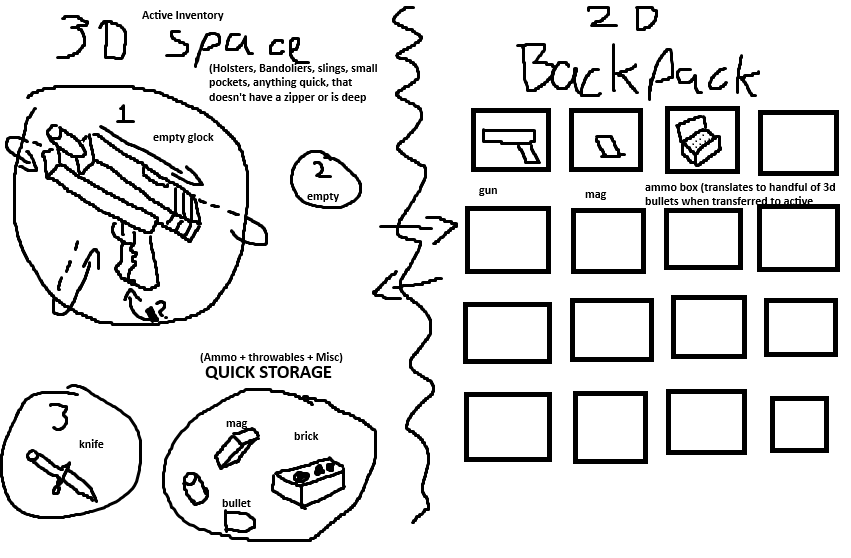 Active Inventory
3D space
(Holsters, Bandoliers, slings, small
pockets, anything quick, that
doesn't have a zipper or is deep
1
empty glock
2
empty
?
(Ammo + throwables + Misc)
QUICK STORAGE
3
knife
mag
brick
bullet
2D
BackPack
gun
mag
ammo box (translates to handful of 3d
bullets when transferred to active